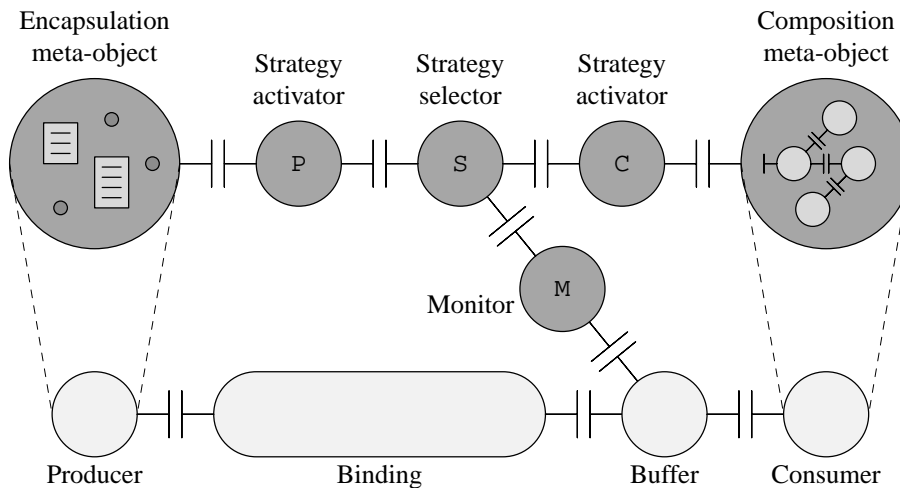 Encapsulation
meta-object
Strategy
activator
Strategy
selector
Strategy
activator
Composition
meta-object
P
S
C
Monitor
M
Producer
Binding
Buffer
Consumer